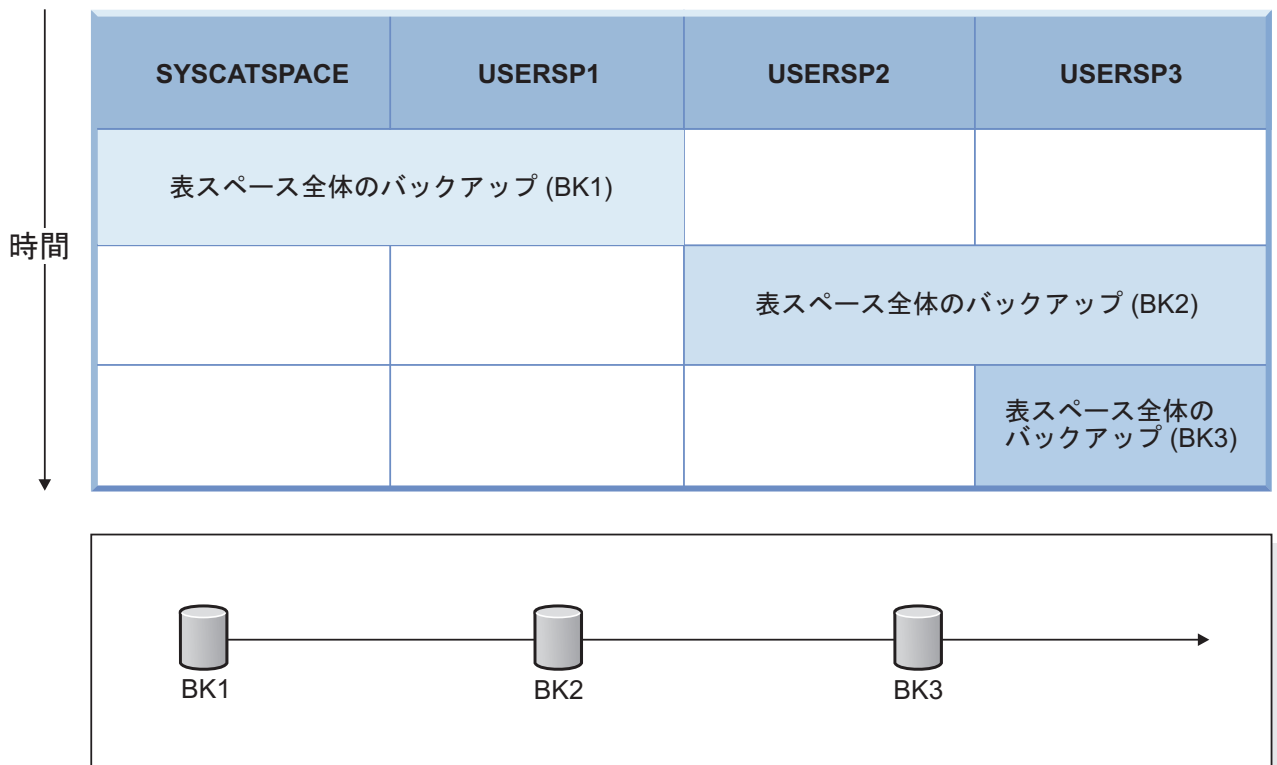 SYSCATSPACE
USERSP1
USERSP2
USERSP3
表スペース全体のバックアップ (BK1)
時間
表スペース全体のバックアップ (BK2)
表スペース全体の
バックアップ (BK3)
BK1
BK2
BK3